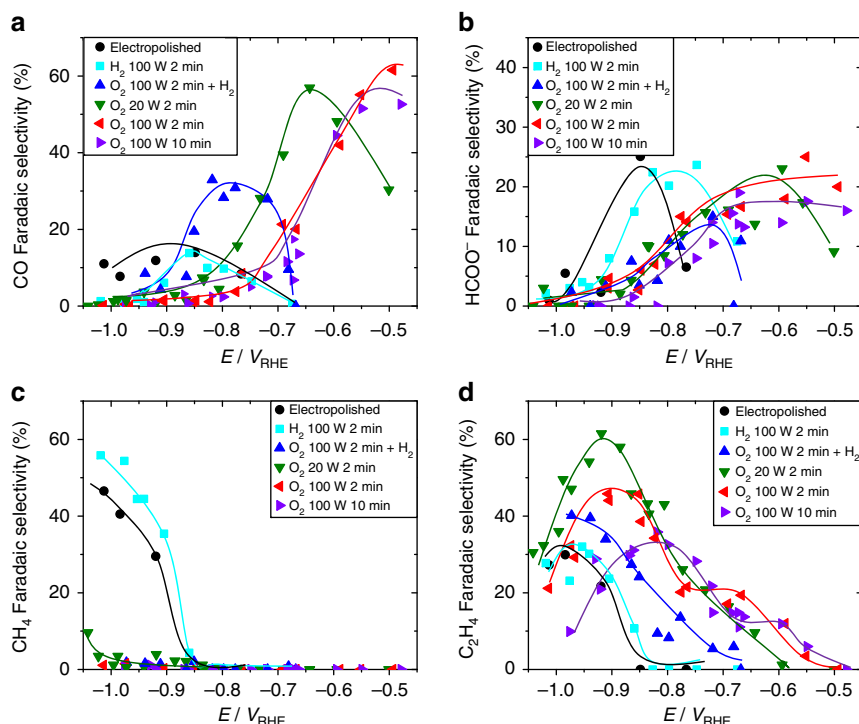 a
CO Faradaic selectivity (%)
60
40
20
0
Electropolished
H₂ 100 W 2 min
O₂ 100 W 2 min + H₂
O₂ 20 W 2 min
O₂ 100 W 2 min
O₂ 100 W 10 min
−1.0 −0.9 −0.8 −0.7 −0.6 −0.5
E / V_RHE
b
HCOO⁻ Faradaic selectivity (%)
40
30
20
10
0
Electropolished
H₂ 100 W 2 min
O₂ 100 W 2 min + H₂
O₂ 20 W 2 min
O₂ 100 W 2 min
O₂ 100 W 10 min
−1.0 −0.9 −0.8 −0.7 −0.6 −0.5
E / V_RHE
c
CH₄ Faradaic selectivity (%)
60
40
20
0
Electropolished
H₂ 100 W 2 min
O₂ 100 W 2 min + H₂
O₂ 20 W 2 min
O₂ 100 W 2 min
O₂ 100 W 10 min
−1.0 −0.9 −0.8 −0.7 −0.6 −0.5
E / V_RHE
d
C₂H₄ Faradaic selectivity (%)
60
40
20
0
Electropolished
H₂ 100 W 2 min
O₂ 100 W 2 min + H₂
O₂ 20 W 2 min
O₂ 100 W 2 min
O₂ 100 W 10 min
−1.0 −0.9 −0.8 −0.7 −0.6 −0.5
E / V_RHE